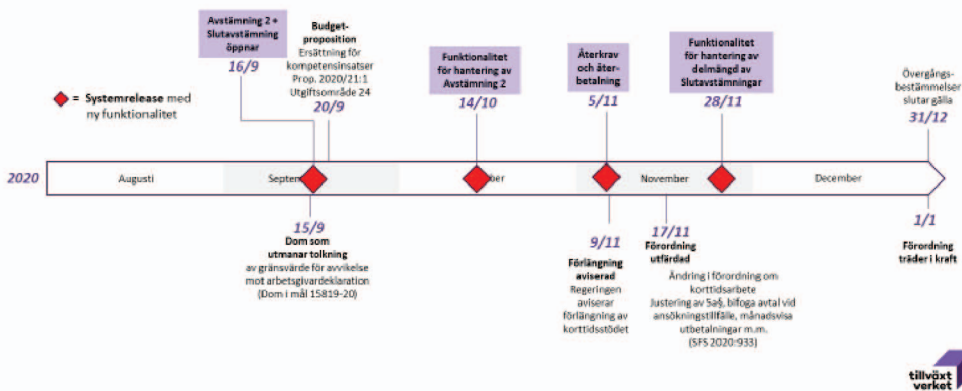 Avstämning 2 +
Slutavstämning
öppnar
16/9
Budget-
proposition
Ersättning för
kompetensinsatser
Prop. 2020/21:1
Utgiftsområde 24
20/9
Funktionalitet
för hantering av
Avstämning 2
14/10
Återkrav
och åter-
betalning
5/11
Funktionalitet
för hantering av
delmängd av
Slutavstämningar
28/11
Övergångs-
bestämmelser
slutar gälla
31/12
= Systemrelease med
ny funktionalitet
2020
Augusti
Septem
ber
November
December
15/9
Dom som
utmanar tolkning
av gränsvärde för avvikelse
mot arbetsgivardeklaration
(Dom i mål 15819-20)
9/11
Förlängning
aviserad
Regeringen
aviserar
förlängning av
korttidsstödet
17/11
Förordning
utfärdad
Ändring i förordning om
korttidsarbete
Justering av 5a§, bifoga avtal vid
ansökningstillfälle, månadsvisa
utbetalningar m.m.
(SFS 2020:933)
1/1
Förordning
träder i kraft
tillväxt
verket